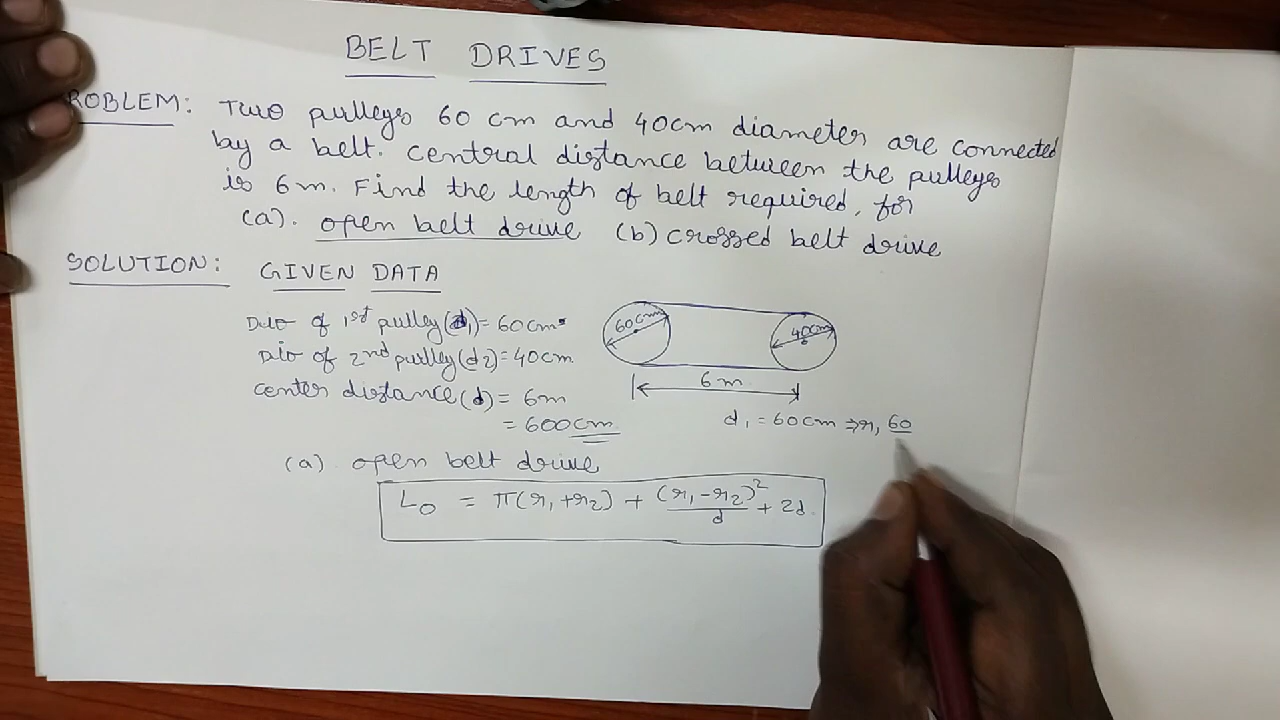 BELT DRIVES
ROBLEM: Two pulleys 60 cm and 40cm diameter are connected
by a belt. central distance between the pulleys
is 6m. Find the length of belt required, for
(a). open belt drive (b) crossed belt drive
SOLUTION: GIVEN DATA
Dia of 1st pulley (d1) = 60cm
Dia of 2nd pulley (d2) = 40cm
center distance (d) = 6m
= 600cm
60cm
40cm
6 m
d1 = 60cm ⇒ r1 60
(a) open belt drive
Lo = π(r1 + r2) + (r1 - r2)²/d + 2d.